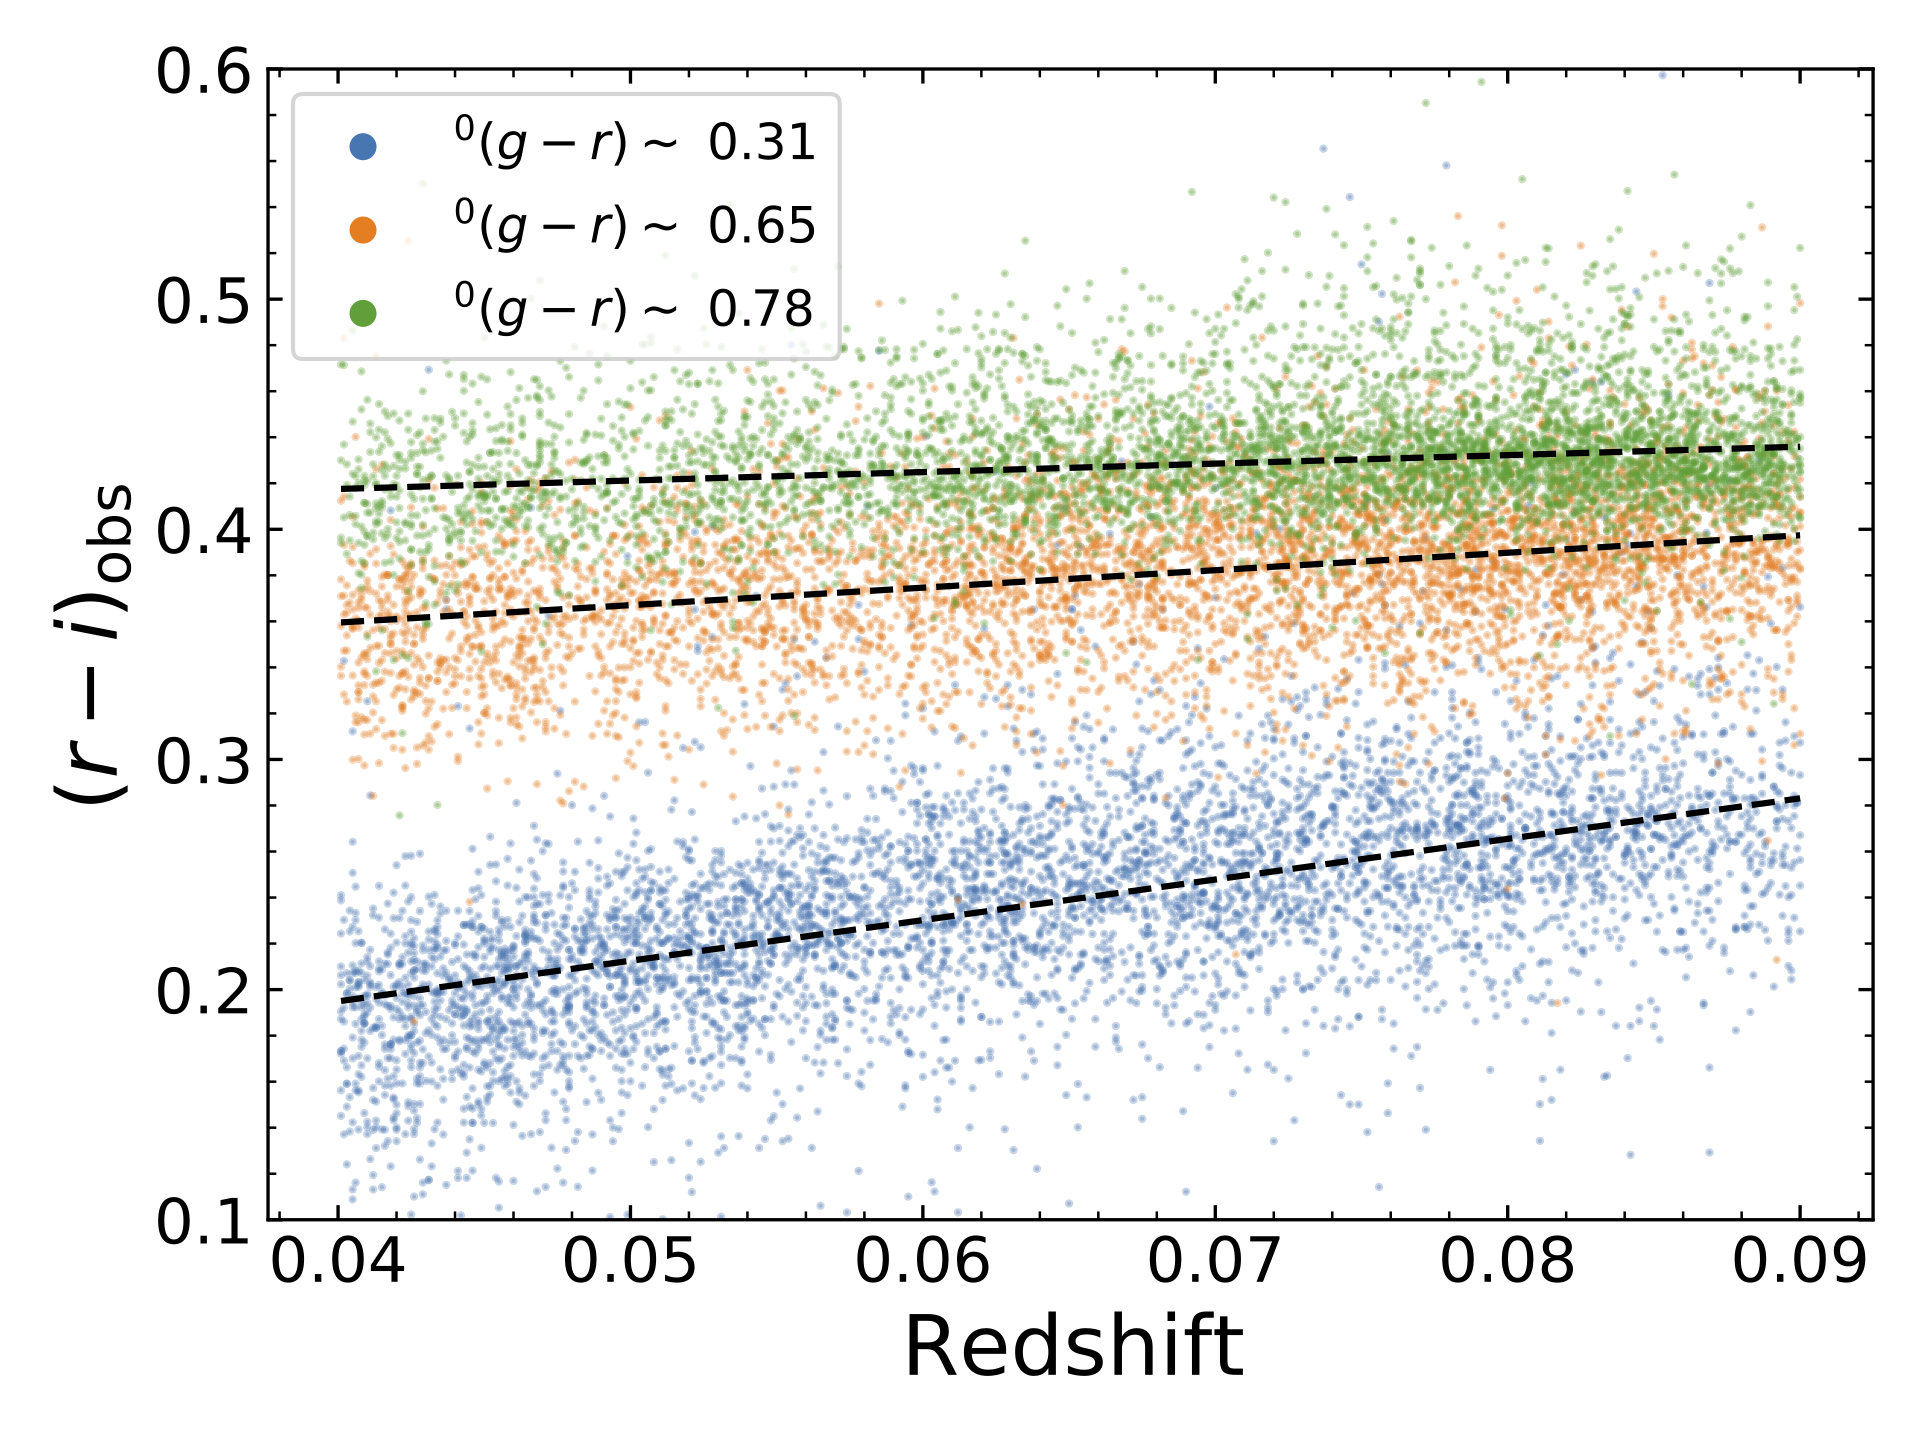 0.6
0.5
0.4
0.3
0.2
0.1
(r − i)obs
⁰(g − r) ∼ 0.31
⁰(g − r) ∼ 0.65
⁰(g − r) ∼ 0.78
0.04 0.05 0.06 0.07 0.08 0.09
Redshift